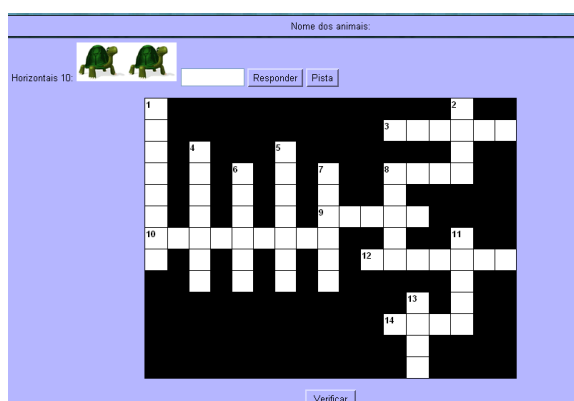 Nome dos animais:
Horizontais 10: Responder Pista
1 2
3
4 5
6 7 8
9
10 11
12
13
14
Verificar